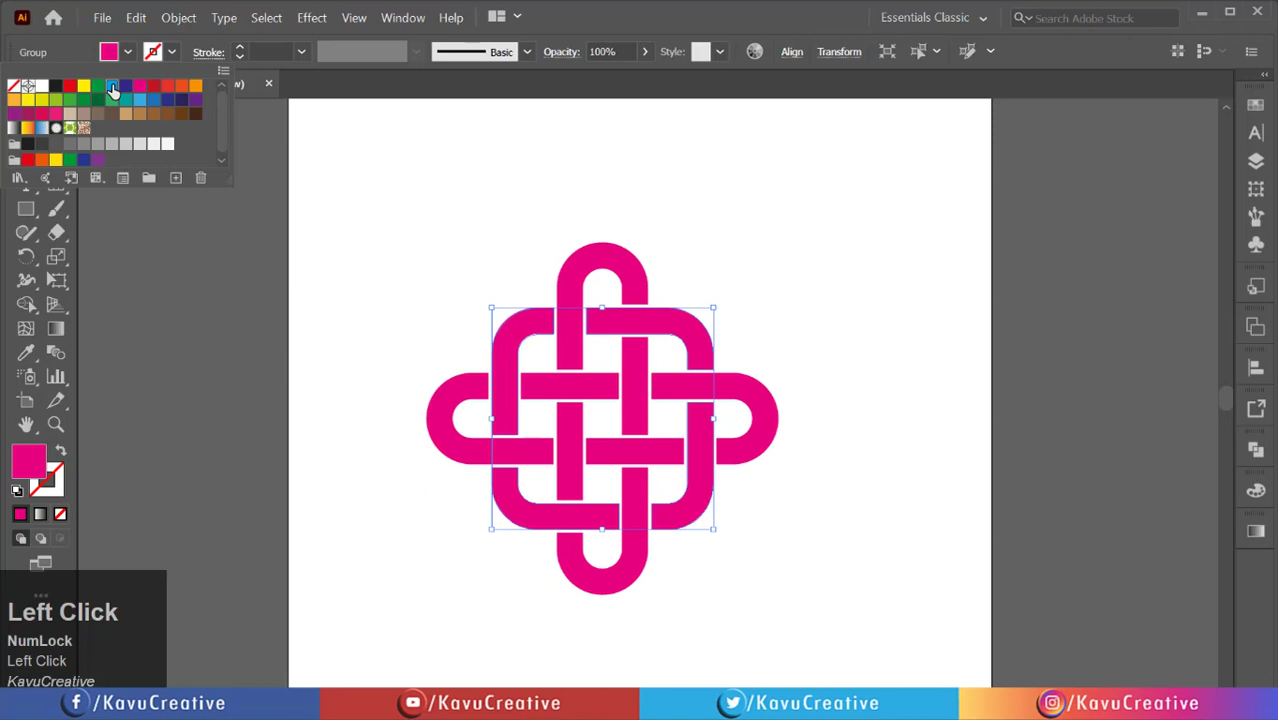 Ai File Edit Object Type Select Effect View Window Help Essentials Classic Search Adobe Stock
Group Stroke: Basic Opacity: 100% Style: Align Transform
w)
Left Click
NumLock
Left Click
KavuCreative
f /KavuCreative /KavuCreative /KavuCreative /KavuCreative